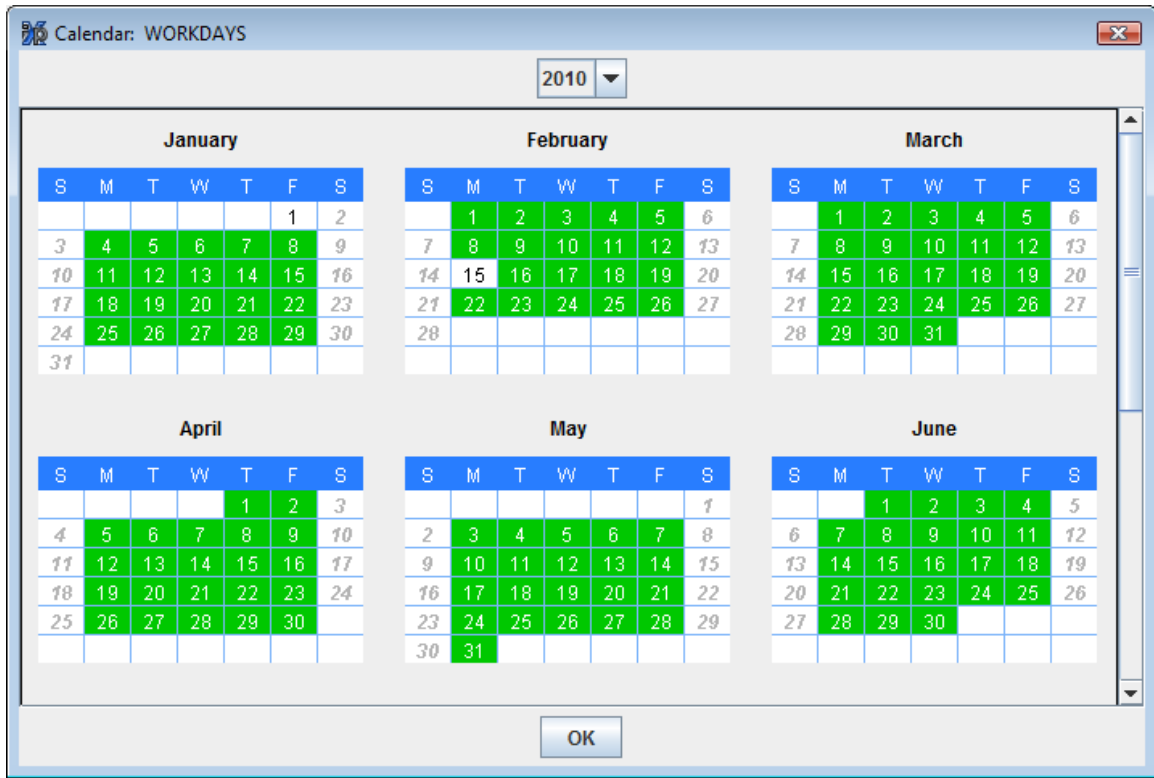 Calendar: WORKDAYS
2010
January
S M T W T F S
1 2
3 4 5 6 7 8 9
10 11 12 13 14 15 16
17 18 19 20 21 22 23
24 25 26 27 28 29 30
31
February
S M T W T F S
1 2 3 4 5 6
7 8 9 10 11 12 13
14 15 16 17 18 19 20
21 22 23 24 25 26 27
28
March
S M T W T F S
1 2 3 4 5 6
7 8 9 10 11 12 13
14 15 16 17 18 19 20
21 22 23 24 25 26 27
28 29 30 31
April
S M T W T F S
1 2 3
4 5 6 7 8 9 10
11 12 13 14 15 16 17
18 19 20 21 22 23 24
25 26 27 28 29 30
May
S M T W T F S
1
2 3 4 5 6 7 8
9 10 11 12 13 14 15
16 17 18 19 20 21 22
23 24 25 26 27 28 29
30 31
June
S M T W T F S
1 2 3 4 5
6 7 8 9 10 11 12
13 14 15 16 17 18 19
20 21 22 23 24 25 26
27 28 29 30
OK